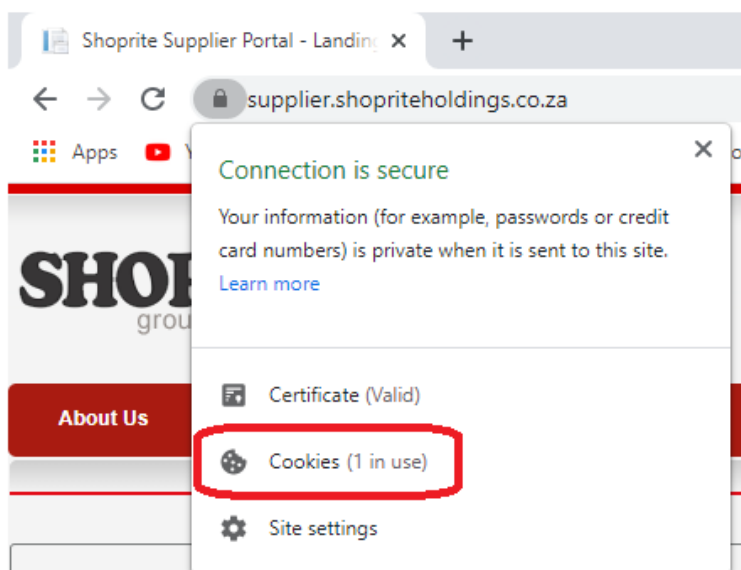 Shoprite Supplier Portal - Landin
supplier.shopriteholdings.co.za
Apps
Connection is secure
Your information (for example, passwords or credit
card numbers) is private when it is sent to this site.
Learn more
SHOP
grou
Certificate (Valid)
About Us
Cookies (1 in use)
Site settings